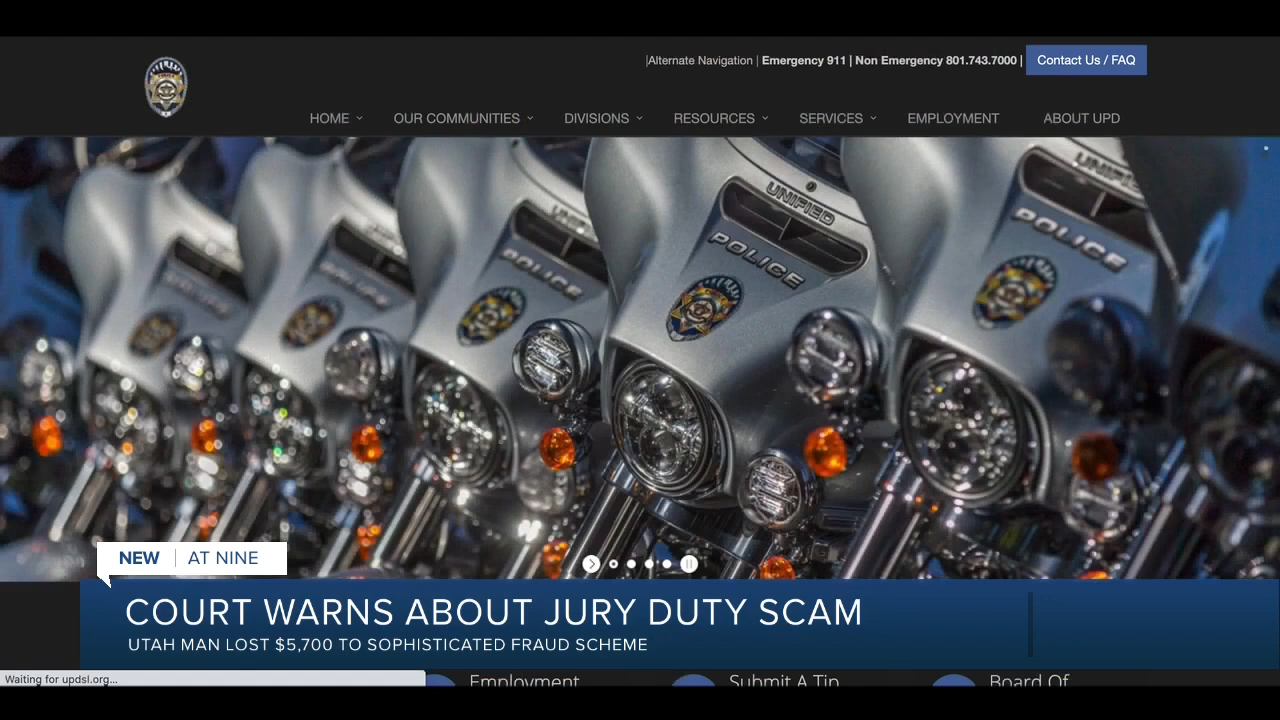 |Alternate Navigation | Emergency 911 | Non Emergency 801.743.7000 | Contact Us / FAQ
HOME OUR COMMUNITIES DIVISIONS RESOURCES SERVICES EMPLOYMENT ABOUT UPD
UNIFIED
POLICE
POLICE
UNIFIED
POLICE
NEW AT NINE
COURT WARNS ABOUT JURY DUTY SCAM
UTAH MAN LOST $5,700 TO SOPHISTICATED FRAUD SCHEME
Waiting for updsl.org...
Employment Submit A Tip Board Of